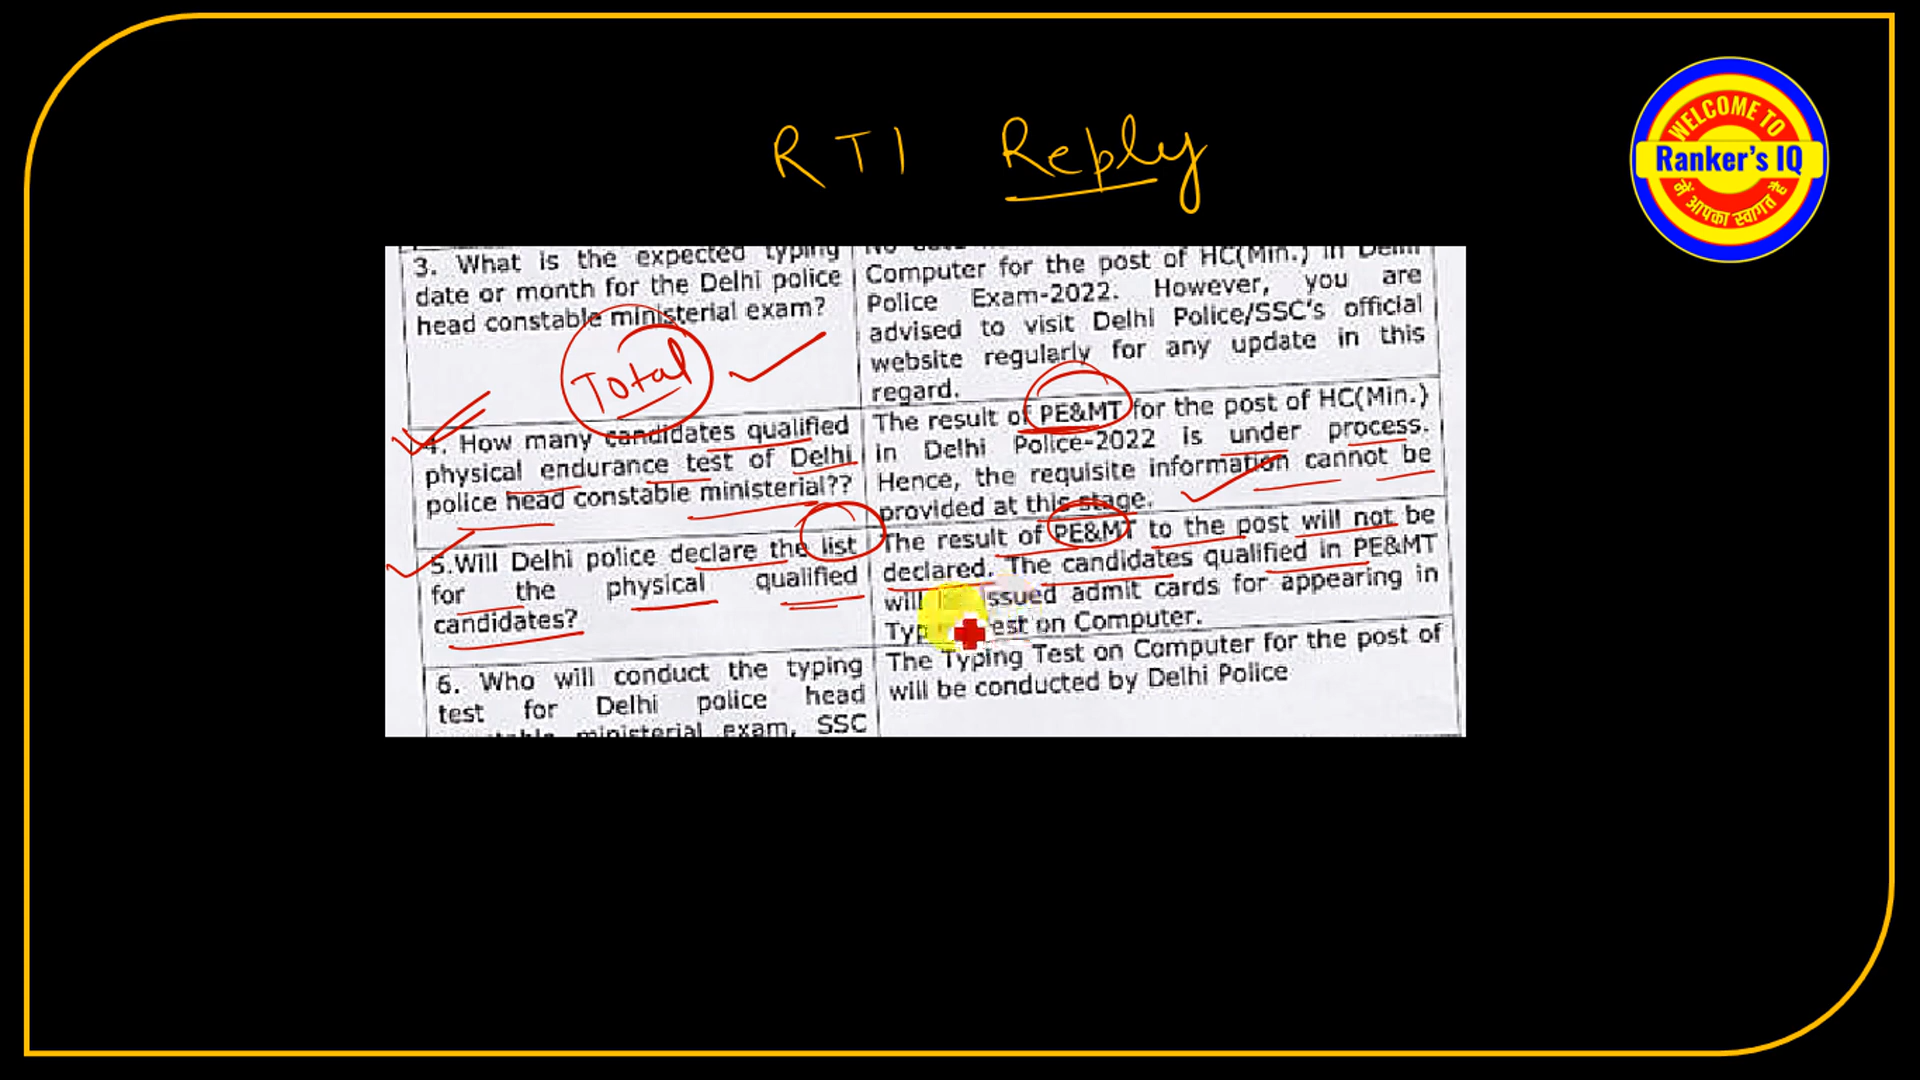 RTI Reply
WELCOME TO
Ranker's IQ
में आपका स्वागत है
3. What is the expected typing
date or month for the Delhi police
head constable ministerial exam?
Total
Computer for the post of HC(Min.) in Delhi
Police Exam-2022. However, you are
advised to visit Delhi Police/SSC's official
website regularly for any update in this
regard.
4. How many candidates qualified
physical endurance test of Delhi
police head constable ministerial??
The result of PE&MT for the post of HC(Min.)
in Delhi Police-2022 is under process.
Hence, the requisite information cannot be
provided at this stage.
5.Will Delhi police declare the list
for the physical qualified
candidates?
The result of PE&MT to the post will not be
declared. The candidates qualified in PE&MT
will issued admit cards for appearing in
on Computer.
6. Who will conduct the typing
test for Delhi police head
ministerial exam, SSC
The Typing Test on Computer for the post of
will be conducted by Delhi Police